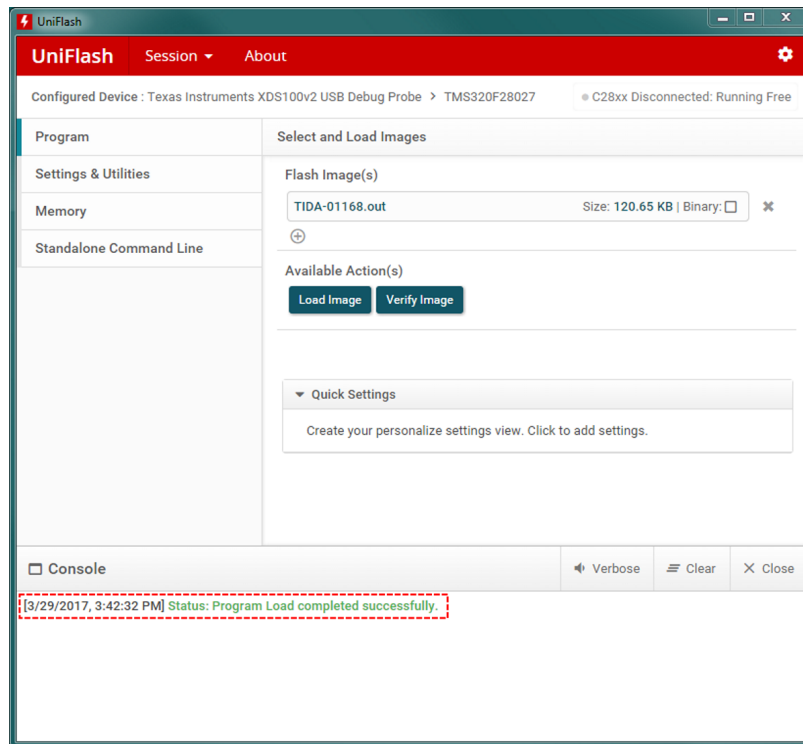 UniFlash
UniFlash Session About
Configured Device : Texas Instruments XDS100v2 USB Debug Probe > TMS320F28027 C28xx Disconnected: Running Free
Program
Settings & Utilities
Memory
Standalone Command Line
Select and Load Images
Flash Image(s)
TIDA-01168.out Size: 120.65 KB | Binary:
Available Action(s)
Load Image Verify Image
Quick Settings
Create your personalize settings view. Click to add settings.
Console Verbose Clear Close
[3/29/2017, 3:42:32 PM] Status: Program Load completed successfully.